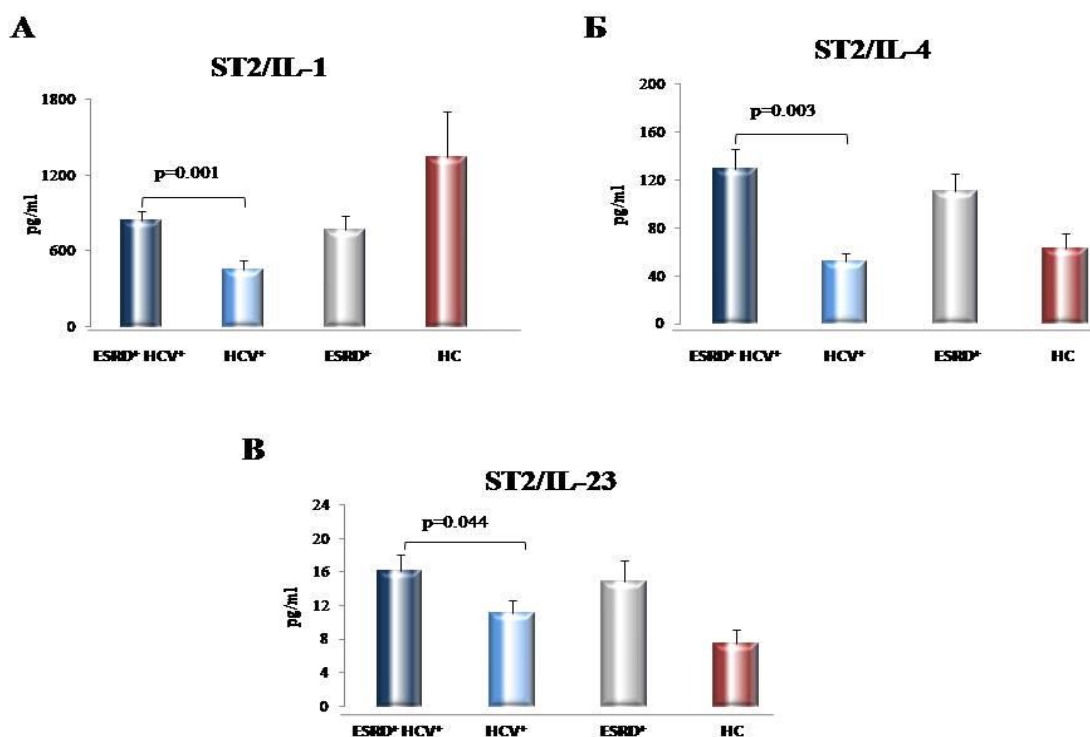 А
ST2/IL-1
1800
1200
600
0
pg/ml
p=0.001
ESRD⁺ HCV⁺ HCV⁺ ESRD⁺ HC
Б
ST2/IL-4
200
160
120
80
40
0
pg/ml
p=0.003
ESRD⁺ HCV⁺ HCV⁺ ESRD⁺ HC
В
ST2/IL-23
24
20
16
12
8
4
0
pg/ml
p=0.044
ESRD⁺ HCV⁺ HCV⁺ ESRD⁺ HC